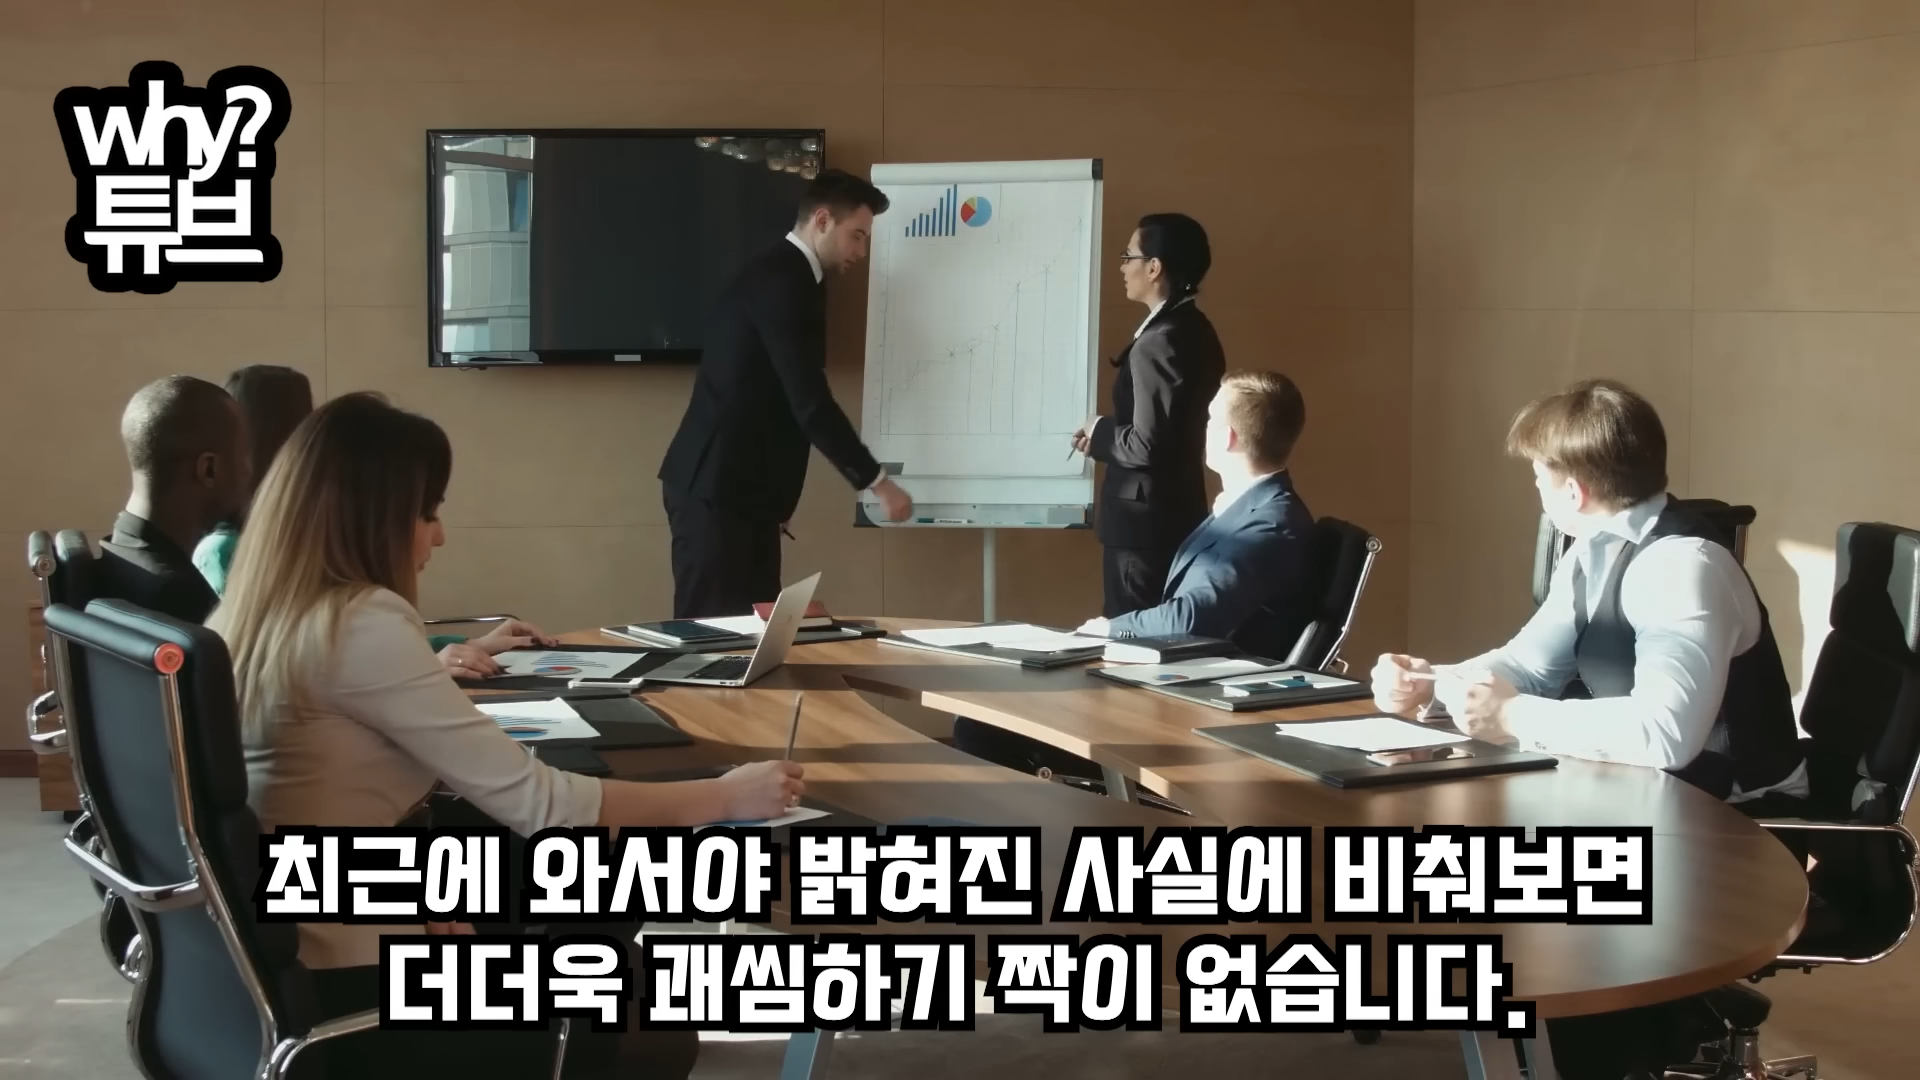 why?
튜브
최근에 와서야 밝혀진 사실에 비춰보면
더더욱 괘씸하기 짝이 없습니다.